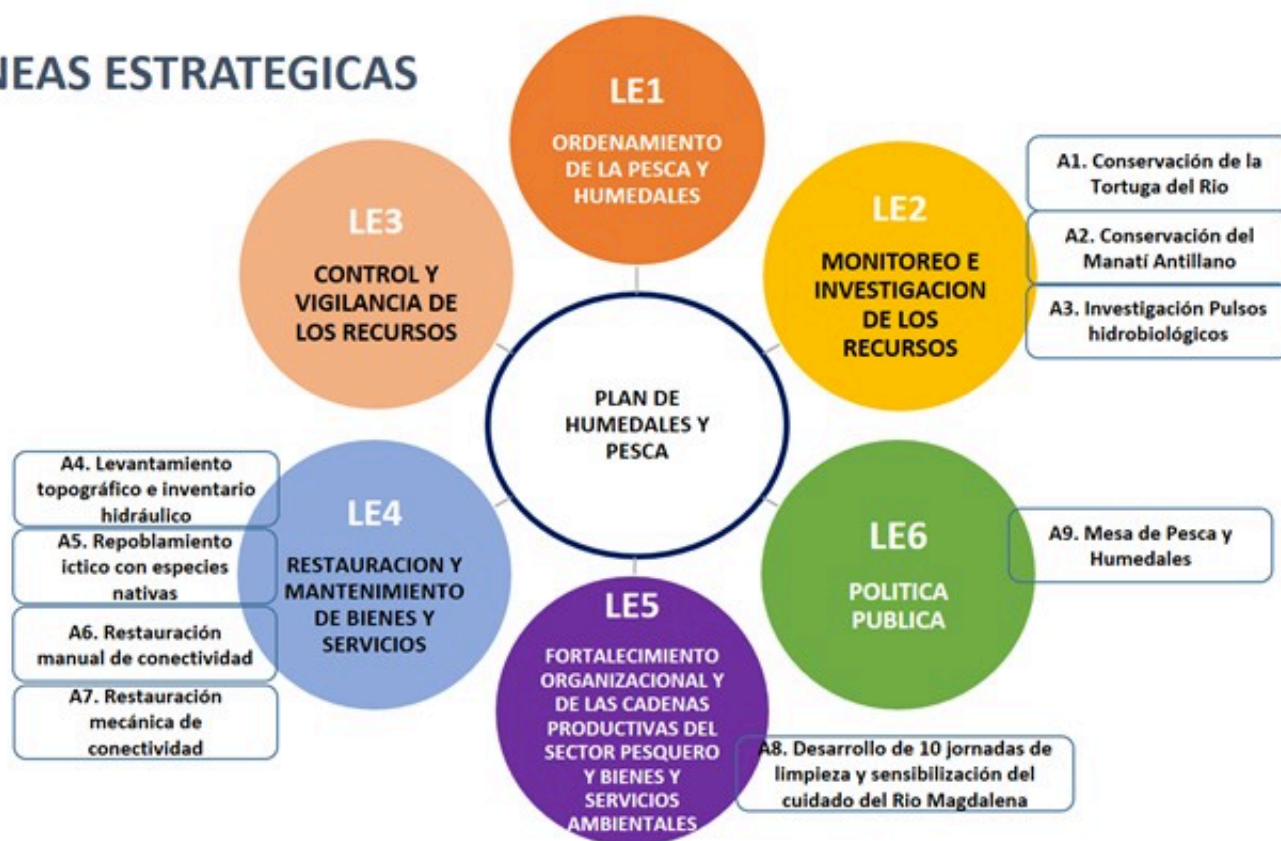 NEAS ESTRATEGICAS
LE1
ORDENAMIENTO
DE LA PESCA Y
HUMEDALES
LE2
MONITOREO E
INVESTIGACION
DE LOS
RECURSOS
A1. Conservación de la
Tortuga del Rio
A2. Conservación del
Manatí Antillano
A3. Investigación Pulsos
hidrobiológicos
LE3
CONTROL Y
VIGILANCIA DE
LOS RECURSOS
PLAN DE
HUMEDALES Y
PESCA
LE4
RESTAURACION Y
MANTENIMIENTO
DE BIENES Y
SERVICIOS
A4. Levantamiento
topográfico e inventario
hidráulico
A5. Repoblamiento
ictico con especies
nativas
A6. Restauración
manual de conectividad
A7. Restauración
mecánica de
conectividad
LE6
POLITICA
PUBLICA
A9. Mesa de Pesca y
Humedales
LE5
FORTALECIMIENTO
ORGANIZACIONAL Y
DE LAS CADENAS
PRODUCTIVAS DEL
SECTOR PESQUERO
Y BIENES Y
SERVICIOS
AMBIENTALES
A8. Desarrollo de 10 jornadas de
limpieza y sensibilización del
cuidado del Rio Magdalena